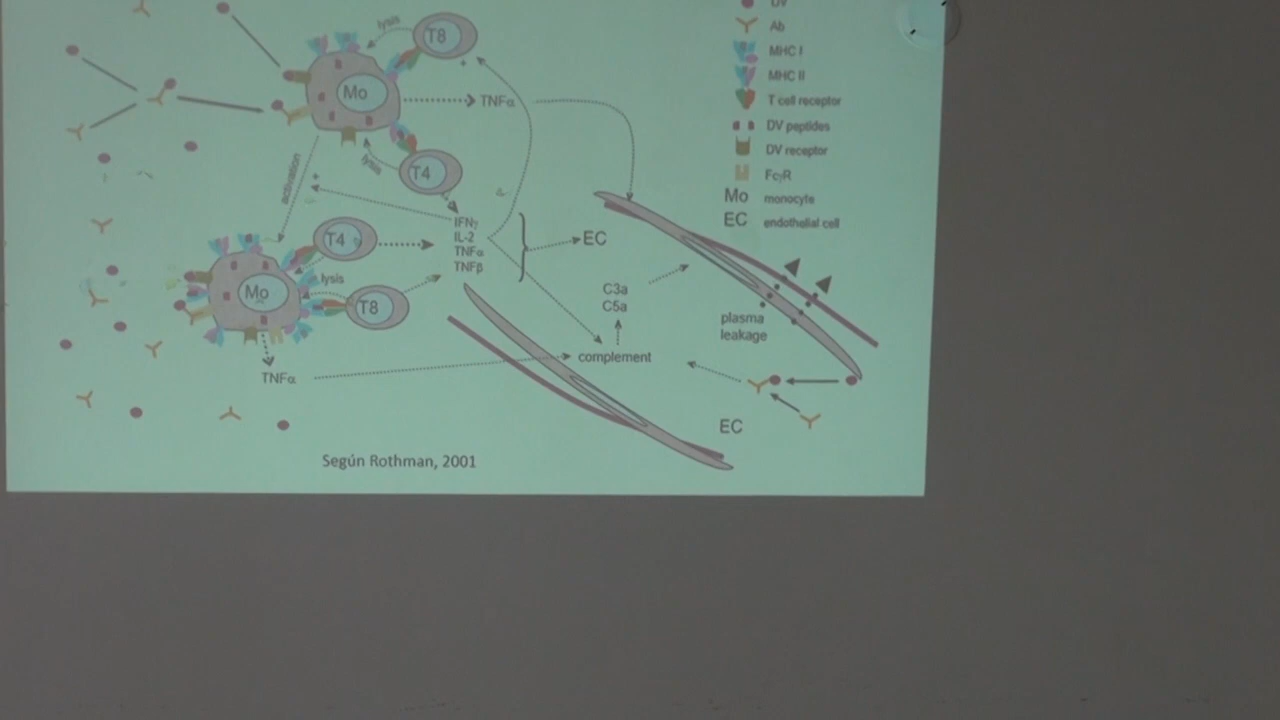 DV
Ab
MHC I
MHC II
T cell receptor
DV peptides
DV receptor
FcγR
Mo monocyte
EC endothelial cell
lysis
T8
Mo
TNFα
lysis
T4
activation
IFNγ
IL-2
TNFα
TNFβ
EC
T4
lysis
Mo
T8
TNFα
C3a
C5a
complement
plasma
leakage
EC
Según Rothman, 2001